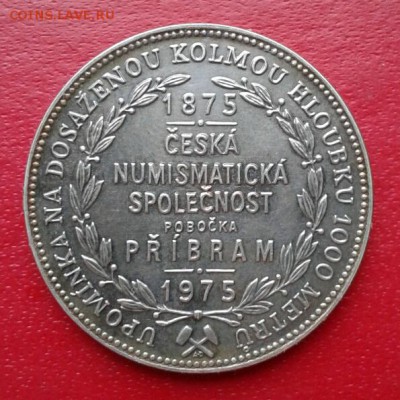 COINS.LAVE.RU
UPOMÍNKA NA DOSAŽENOU KOLMOU HLOUBKU 1000 METRŮ
1875
ČESKÁ
NUMISMATICKÁ
SPOLEČNOST
POBOČKA
PŘÍBRAM
1975